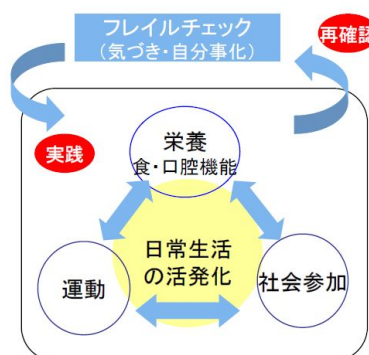 フレイルチェック
(気づき・自分事化)
再確認
実践
栄養
食・口腔機能
日常生活
の活発化
運動
社会参加